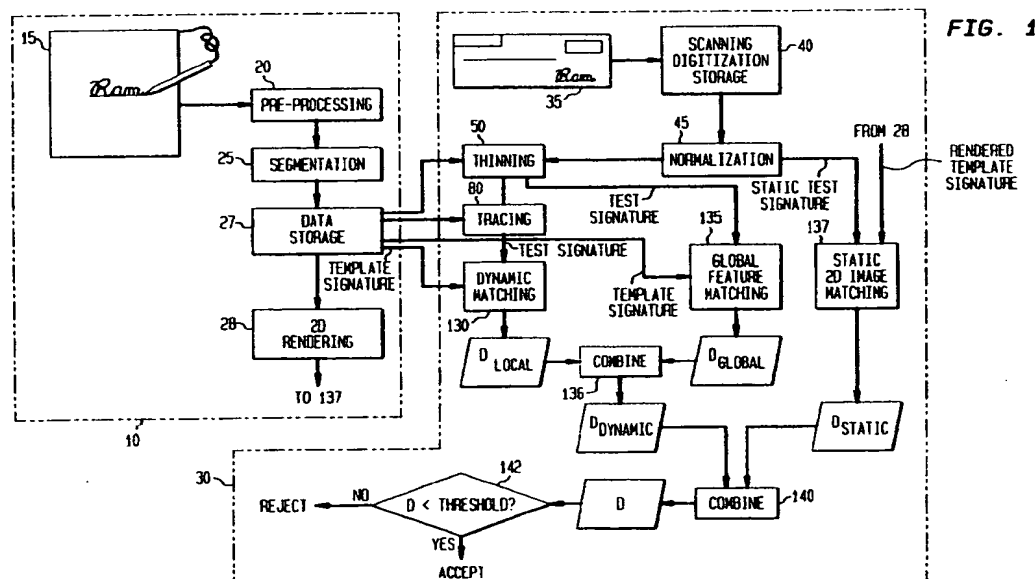 FIG. 1
15
Ram
20
PRE-PROCESSING
25
SEGMENTATION
27
DATA
STORAGE
TEMPLATE
SIGNATURE
28
2D
RENDERING
TO 137
10
35
Ram
SCANNING
DIGITIZATION
STORAGE
40
50
THINNING
45
NORMALIZATION
FROM 28
RENDERED
TEMPLATE
SIGNATURE
STATIC TEST
SIGNATURE
TEST
SIGNATURE
80
TRACING
TEST SIGNATURE
DYNAMIC
MATCHING
130
TEMPLATE
SIGNATURE
135
GLOBAL
FEATURE
MATCHING
137
STATIC
2D IMAGE
MATCHING
D LOCAL
COMBINE
136
D GLOBAL
D DYNAMIC
D STATIC
30
REJECT
NO
142
D < THRESHOLD?
D
COMBINE
140
YES
ACCEPT